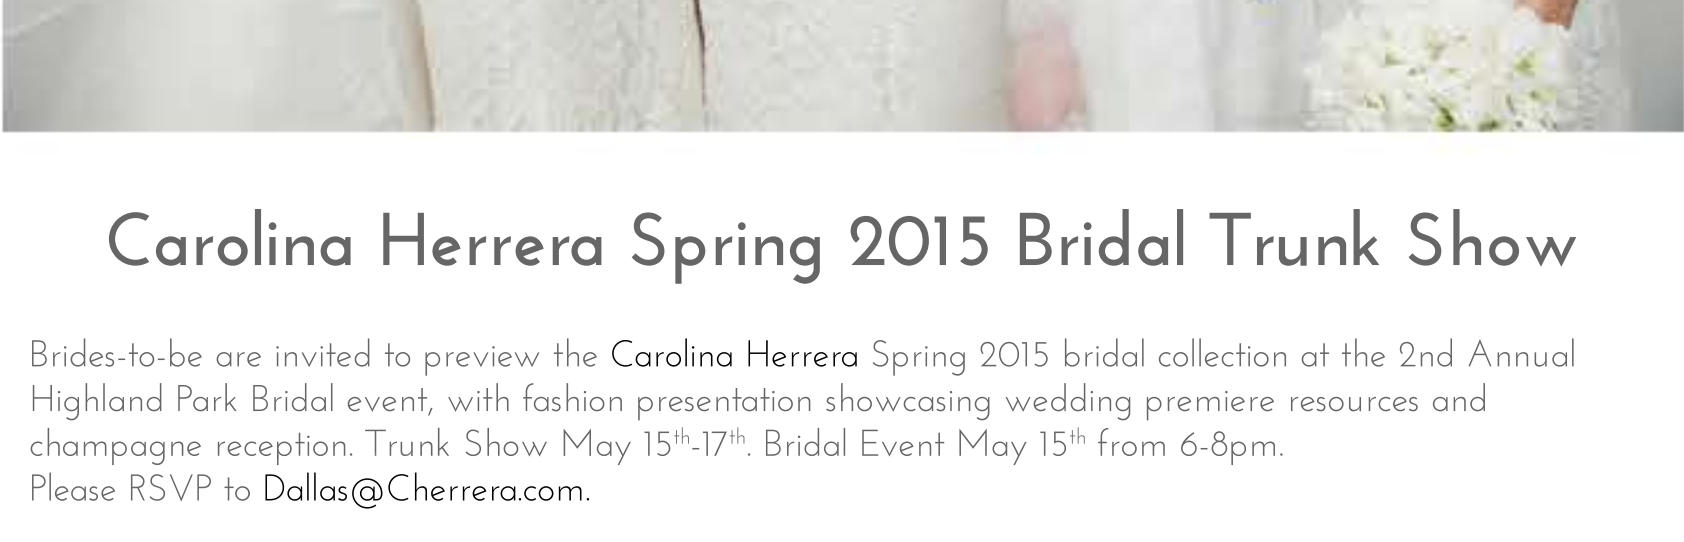 Carolina Herrera Spring 2015 Bridal Trunk Show
Brides-to-be are invited to preview the Carolina Herrera Spring 2015 bridal collection at the 2nd Annual
Highland Park Bridal event, with fashion presentation showcasing wedding premiere resources and
champagne reception. Trunk Show May 15th-17th. Bridal Event May 15th from 6-8pm.
Please RSVP to Dallas@Cherrera.com.